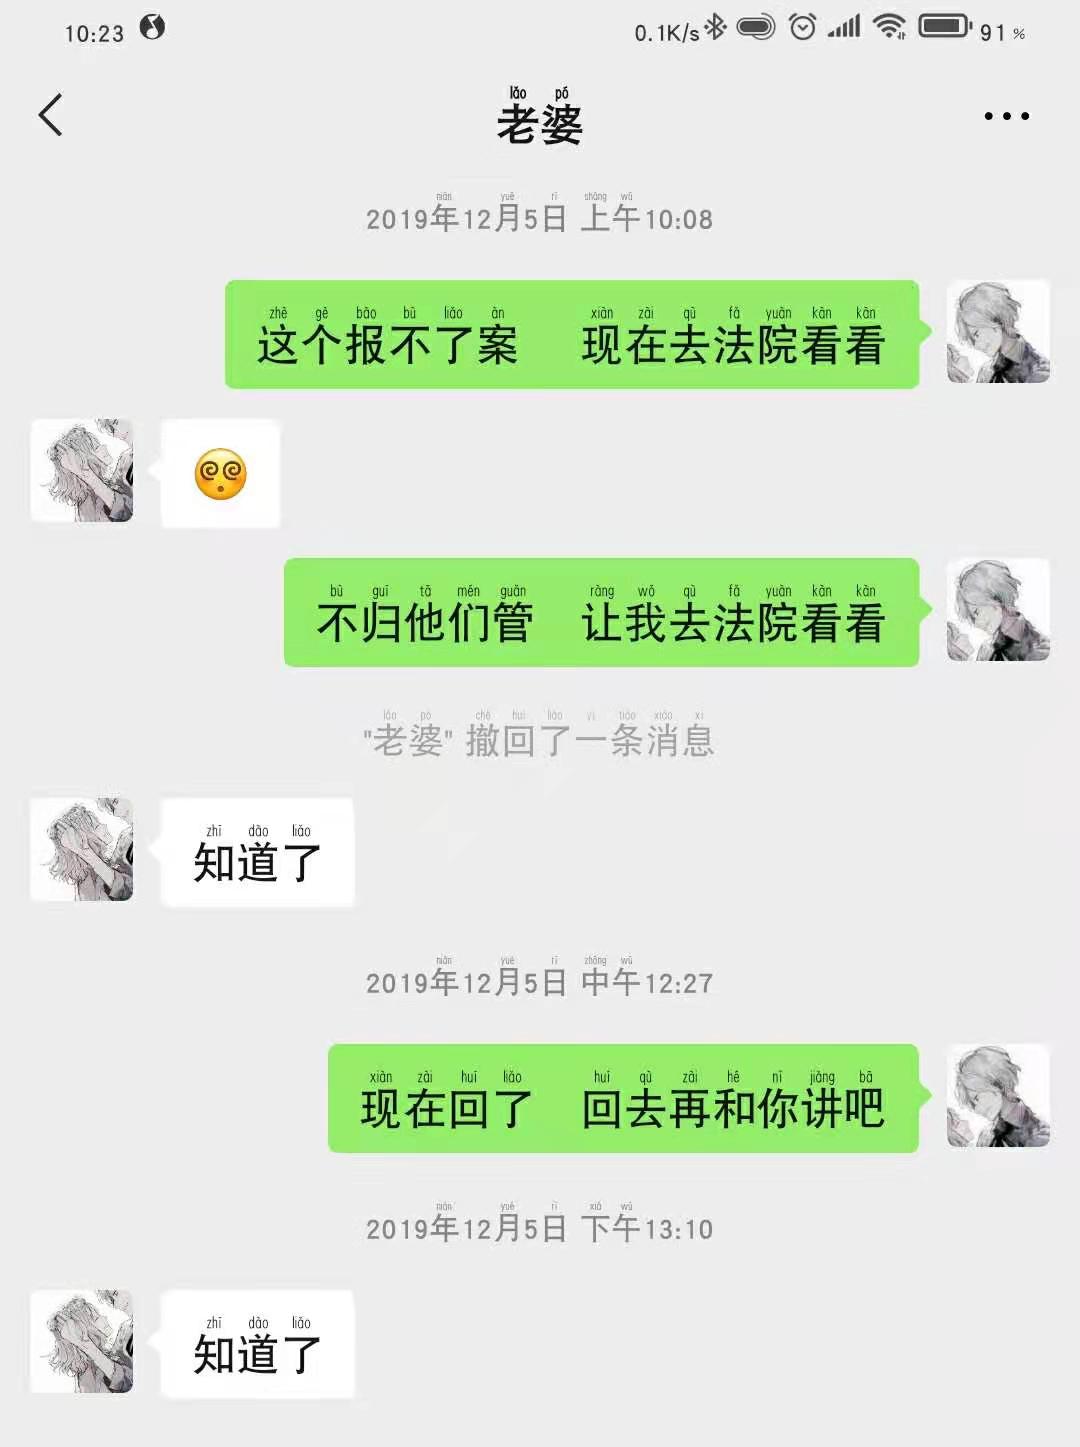 10:23
0.1K/s 91 %
lǎo pó
老婆
nián yuè rì shàng wǔ
2019年12月5日 上午10:08
zhè gè bào bù liǎo àn xiàn zài qù fǎ yuàn kàn kàn
这个报不了案 现在去法院看看
bù guī tā mén guǎn ràng wǒ qù fǎ yuàn kàn kàn
不归他们管 让我去法院看看
lǎo pó chè huí liǎo yī tiáo xiāo xī
"老婆" 撤回了一条消息
zhī dào liǎo
知道了
nián yuè rì zhōng wǔ
2019年12月5日 中午12:27
xiàn zài huí liǎo huí qù zài hé nǐ jiǎng bā
现在回了 回去再和你讲吧
nián yuè rì xià wǔ
2019年12月5日 下午13:10
zhī dào liǎo
知道了